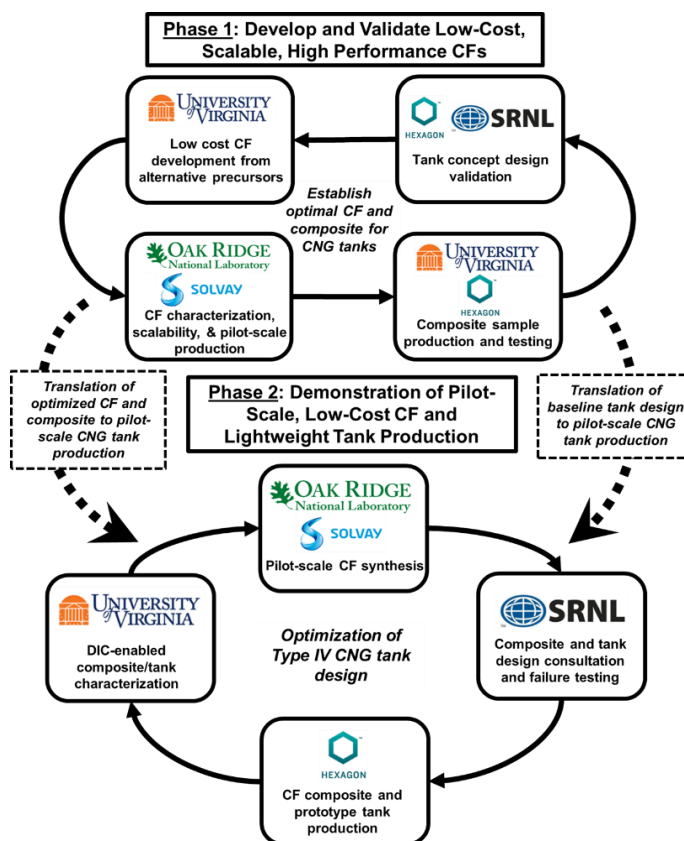 Phase 1: Develop and Validate Low-Cost,
Scalable, High Performance CFs
UNIVERSITY
of VIRGINIA
Low cost CF
development from
alternative precursors
HEXAGON
SRNL
Tank concept design
validation
Establish
optimal CF and
composite for
CNG tanks
OAK RIDGE
National Laboratory
SOLVAY
CF characterization,
scalability, & pilot-scale
production
UNIVERSITY
of VIRGINIA
HEXAGON
Composite sample
production and testing
Translation of
optimized CF and
composite to pilot-
scale CNG tank
production
Phase 2: Demonstration of Pilot-
Scale, Low-Cost CF and
Lightweight Tank Production
Translation of
baseline tank design
to pilot-scale CNG
tank production
OAK RIDGE
National Laboratory
SOLVAY
Pilot-scale CF synthesis
UNIVERSITY
of VIRGINIA
DIC-enabled
composite/tank
characterization
Optimization of
Type IV CNG tank
design
SRNL
Composite and tank
design consultation
and failure testing
HEXAGON
CF composite and
prototype tank
production